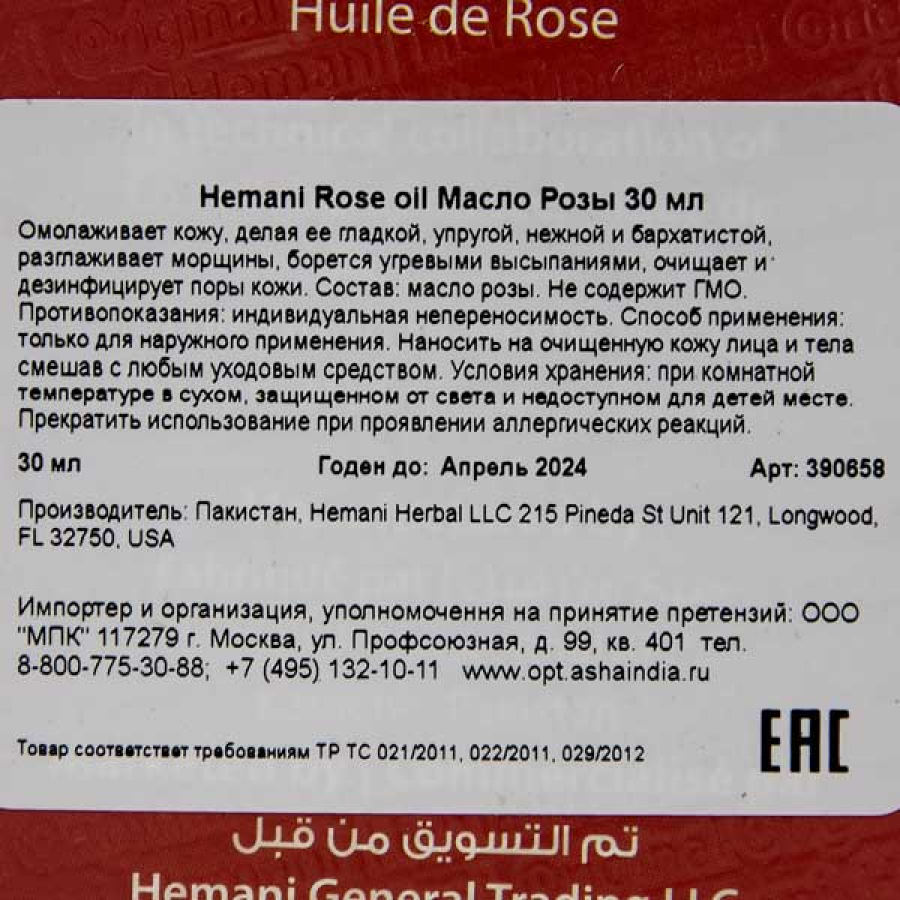 Huile de Rose
Hemani Rose oil Масло Розы 30 мл
Омолаживает кожу, делая ее гладкой, упругой, нежной и бархатистой,
разглаживает морщины, борется угревыми высыпаниями, очищает и
дезинфицирует поры кожи. Состав: масло розы. Не содержит ГМО.
Противопоказания: индивидуальная непереносимость. Способ применения:
только для наружного применения. Наносить на очищенную кожу лица и тела
смешав с любым уходовым средством. Условия хранения: при комнатной
температуре в сухом, защищенном от света и недоступном для детей месте.
Прекратить использование при проявлении аллергических реакций.
30 мл Годен до: Апрель 2024 Арт: 390658
Производитель: Пакистан, Hemani Herbal LLC 215 Pineda St Unit 121, Longwood,
FL 32750, USA
Импортер и организация, уполномочення на принятие претензий: ООО
"МПК" 117279 г. Москва, ул. Профсоюзная, д. 99, кв. 401 тел.
8-800-775-30-88; +7 (495) 132-10-11 www.opt.ashaindia.ru
Товар соответствет требованиям ТР ТС 021/2011, 022/2011, 029/2012
EAC
تم التسويق من قبل
Hemani General Trading LLC